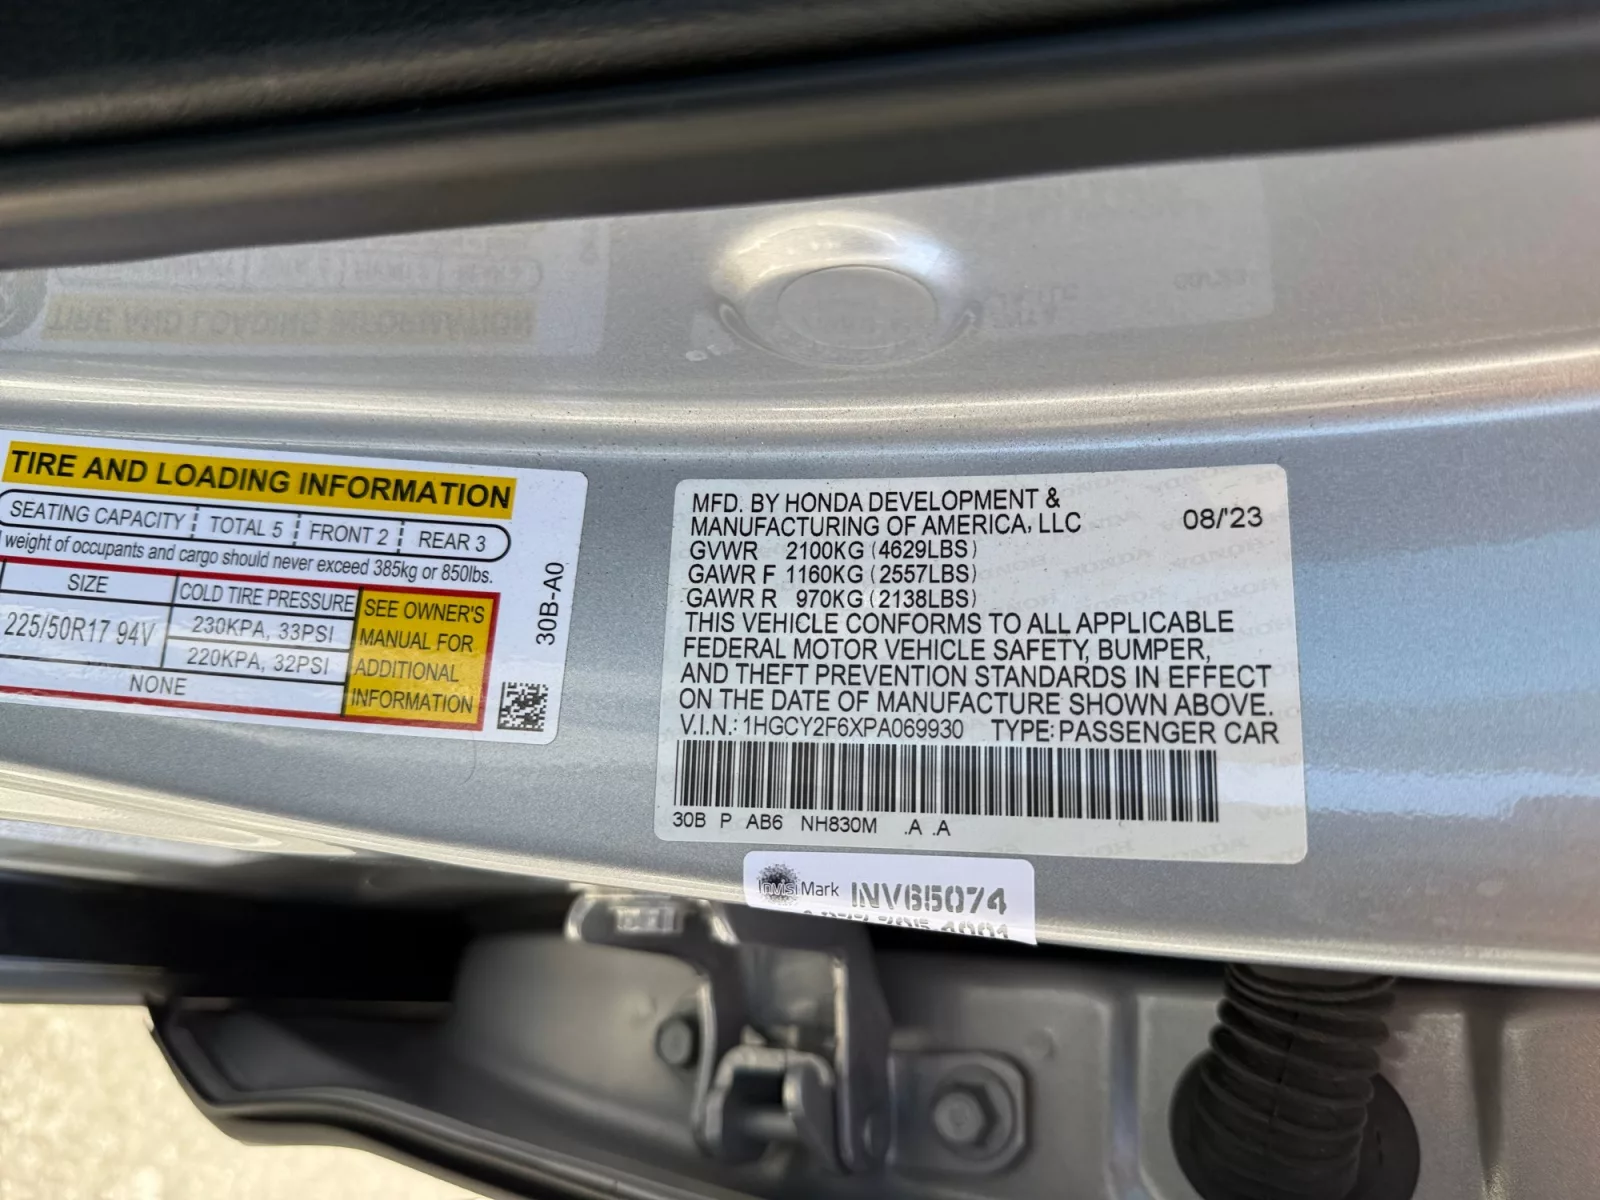 TIRE AND LOADING INFORMATION
SEATING CAPACITY TOTAL 5 FRONT 2 REAR 3
weight of occupants and cargo should never exceed 385kg or 850lbs.
SIZE COLD TIRE PRESSURE
225/50R17 94V 230KPA, 33PSI
220KPA, 32PSI
NONE
SEE OWNER'S
MANUAL FOR
ADDITIONAL
INFORMATION
30B-A0
MFD. BY HONDA DEVELOPMENT &
MANUFACTURING OF AMERICA, LLC 08/'23
GVWR 2100KG (4629LBS)
GAWR F 1160KG (2557LBS)
GAWR R 970KG (2138LBS)
THIS VEHICLE CONFORMS TO ALL APPLICABLE
FEDERAL MOTOR VEHICLE SAFETY, BUMPER,
AND THEFT PREVENTION STANDARDS IN EFFECT
ON THE DATE OF MANUFACTURE SHOWN ABOVE.
V.I.N.: 1HGCY2F6XPA069930 TYPE: PASSENGER CAR
30B P AB6 NH830M .A .A
InvisiMark INV65074